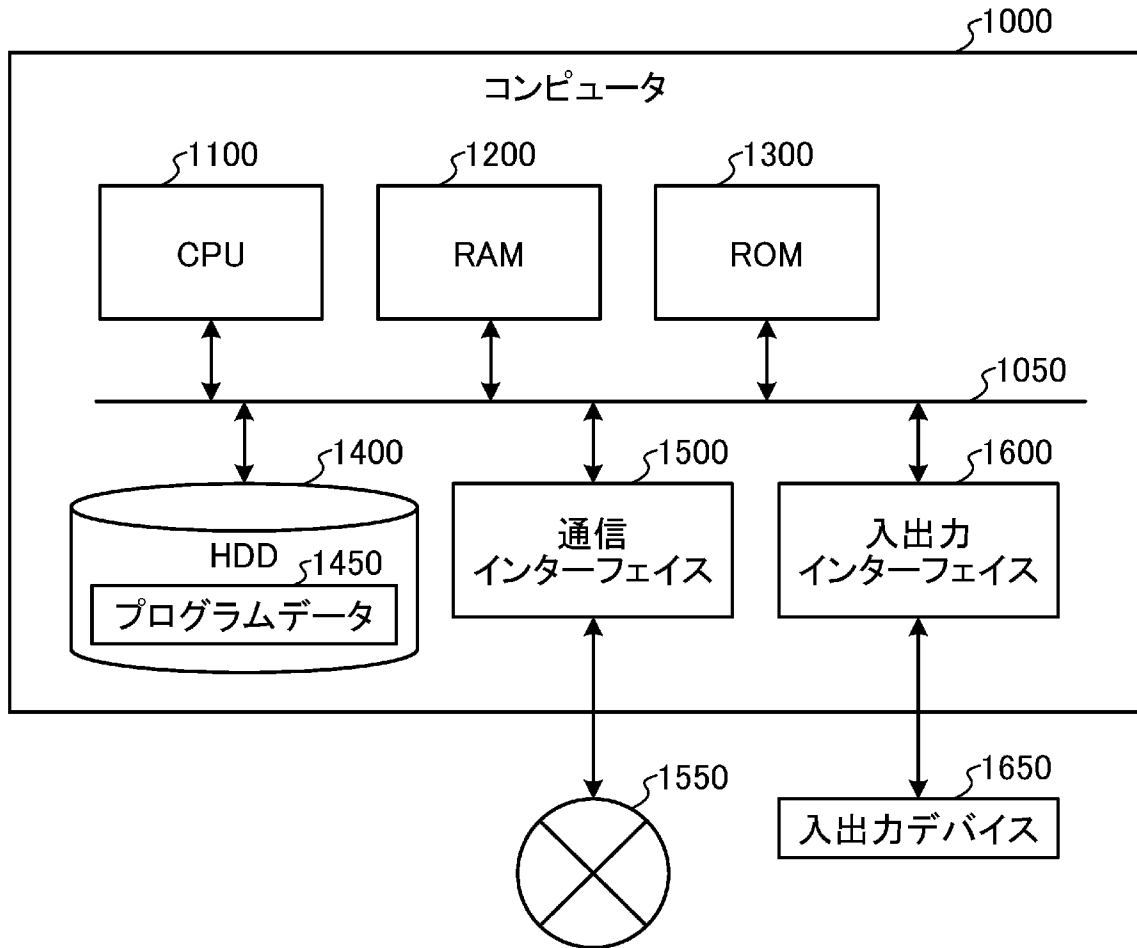 1000
コンピュータ
1100
1200
1300
CPU
RAM
ROM
1050
1400
1500
1600
HDD
1450
プログラムデータ
通信
インターフェイス
入出力
インターフェイス
1550
1650
入出力デバイス